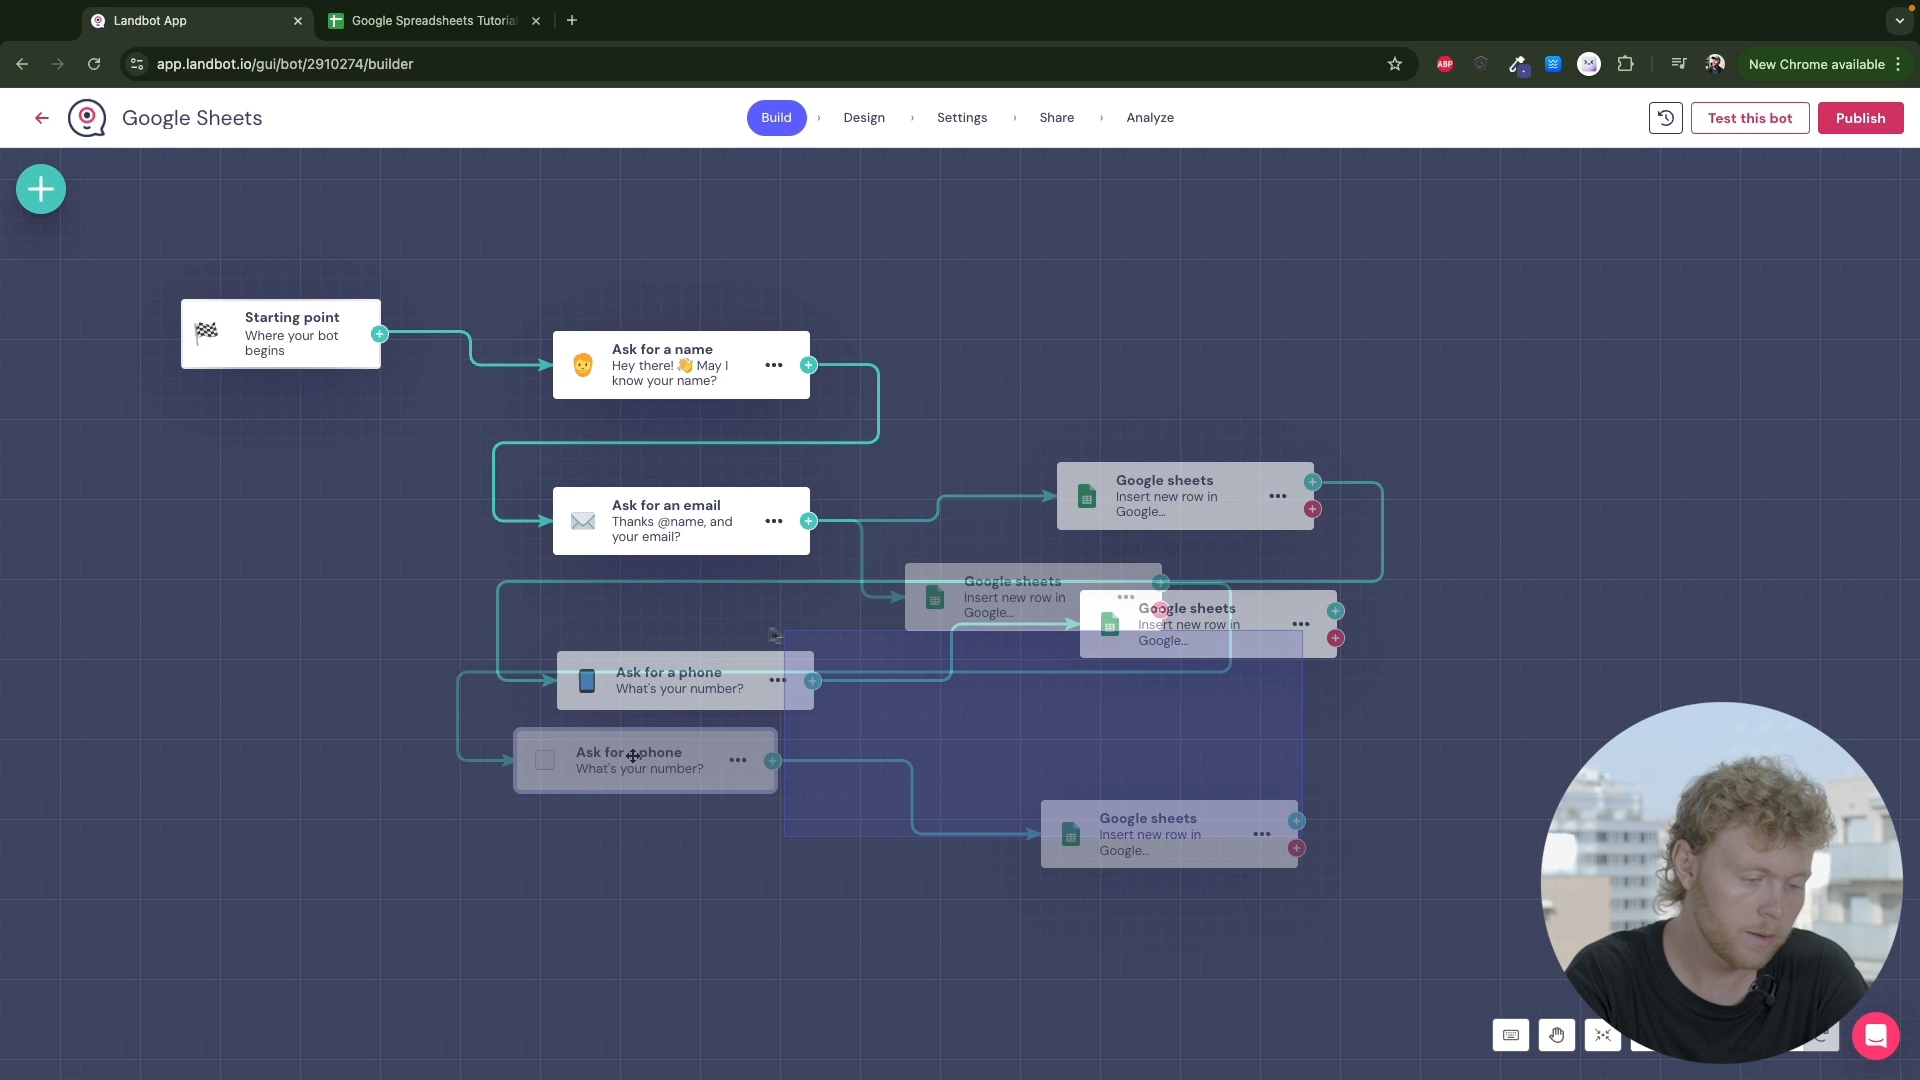 Landbot App
Google Spreadsheets Tutorial
app.landbot.io/gui/bot/2910274/builder
ABP
New Chrome available
Google Sheets
Build
Design
Settings
Share
Analyze
Test this bot
Publish
Starting point
Where your bot
begins
Ask for a name
Hey there! 👋 May I
know your name?
Ask for an email
Thanks @name, and
your email?
Google sheets
Insert new row in
Google...
Google sheets
Insert new row in
Google...
Google sheets
Insert new row in
Google...
Ask for a phone
What's your number?
Ask for a phone
What's your number?
Google sheets
Insert new row in
Google...